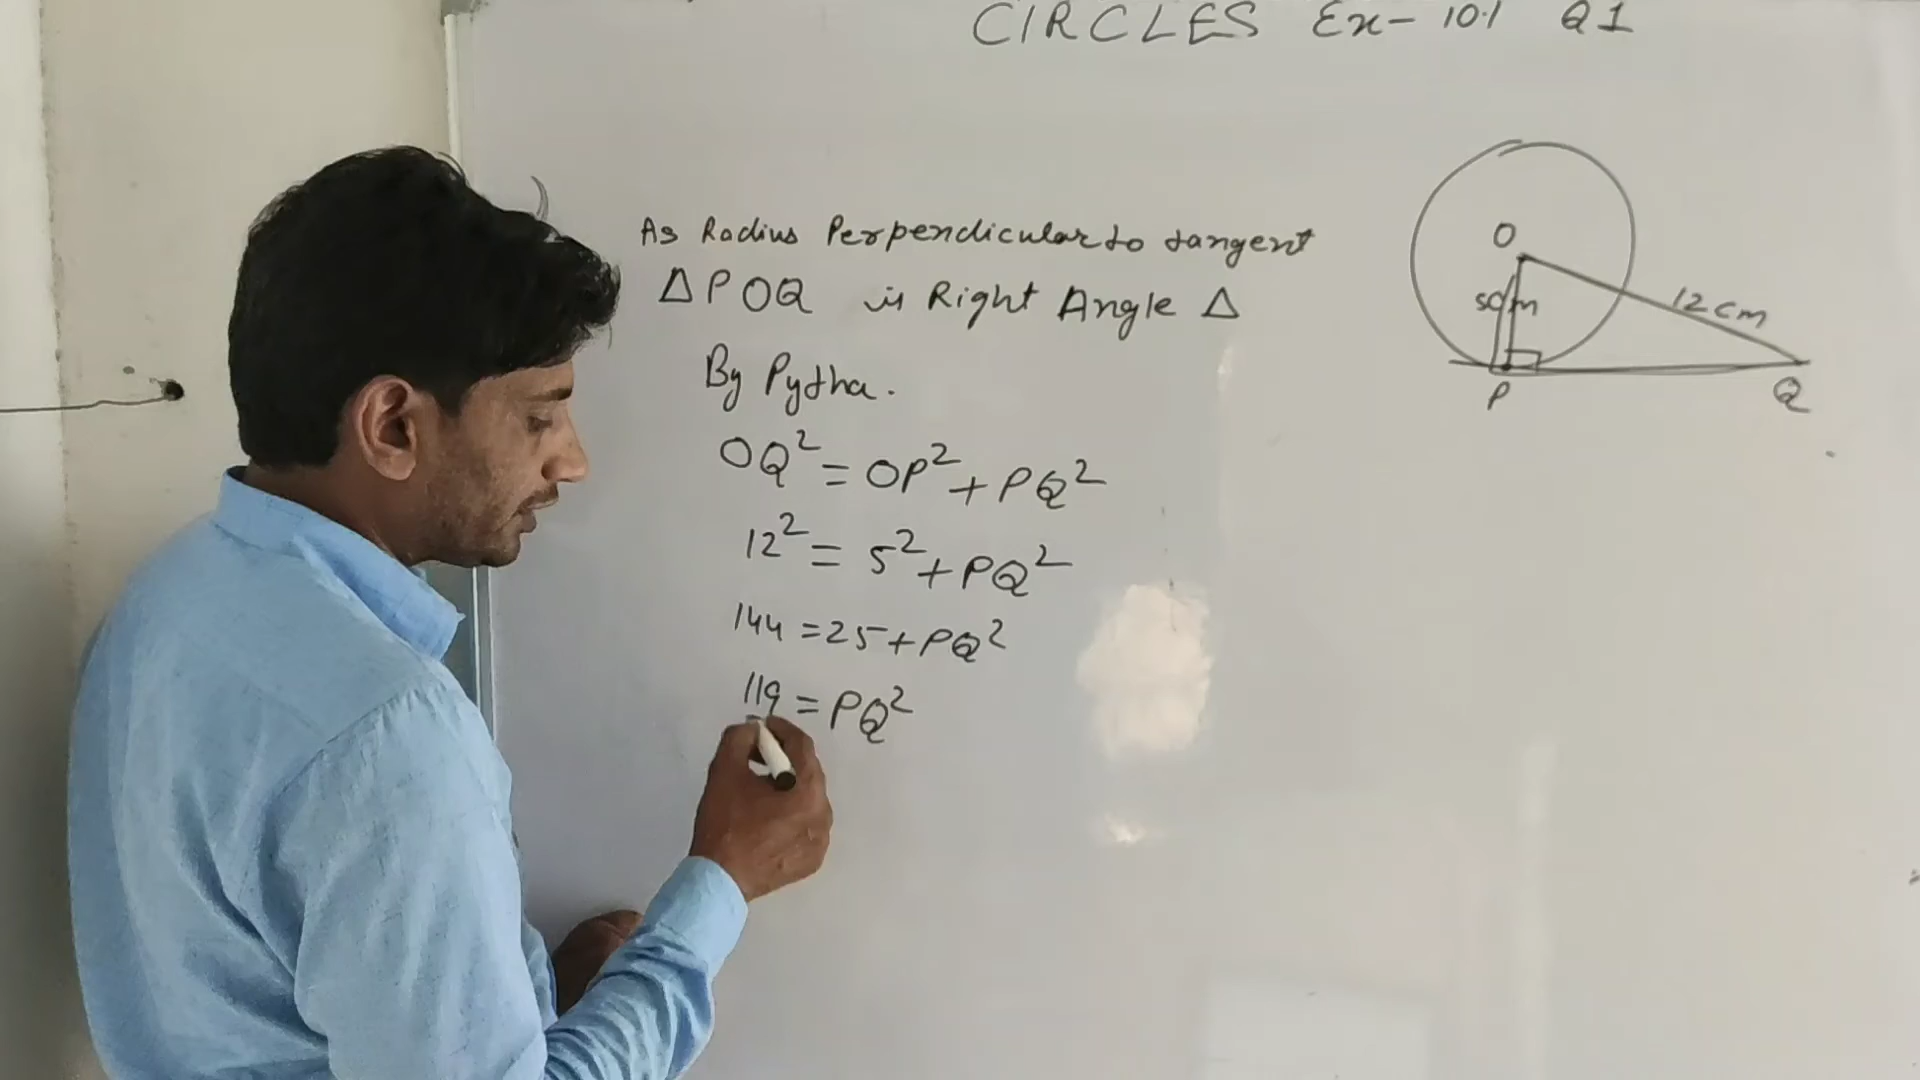 CIRCLES Ex- 10.1 Q1
As Radius Perpendicular to tangent
Δ POQ is Right Angle Δ
By Pytha.
OQ² = OP² + PQ²
12² = 5² + PQ²
144 = 25 + PQ²
119 = PQ²
O
5cm
12cm
P
Q